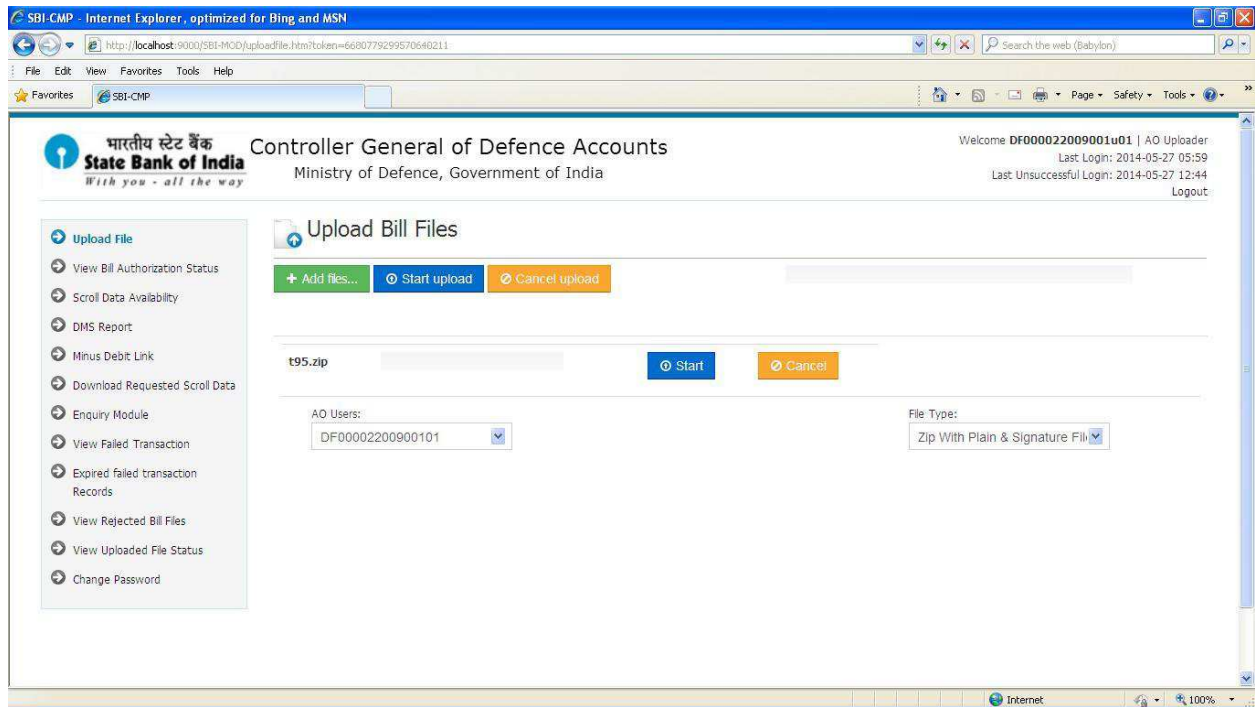 SBI-CMP - Internet Explorer, optimized for Bing and MSN
http://localhost:9000/SBI-MOD/uploadfile.htm?token=6680779299570640211
Search the web (Babylon)
File Edit View Favorites Tools Help
Favorites SBI-CMP
Page Safety Tools
भारतीय स्टेट बैंक
State Bank of India
With you - all the way
Controller General of Defence Accounts
Ministry of Defence, Government of India
Welcome DF000022009001u01 | AO Uploader
Last Login: 2014-05-27 05:59
Last Unsuccessful Login: 2014-05-27 12:44
Logout
Upload File
View Bill Authorization Status
Scroll Data Availability
DMS Report
Minus Debit Link
Download Requested Scroll Data
Enquiry Module
View Failed Transaction
Expired failed transaction
Records
View Rejected Bill Files
View Uploaded File Status
Change Password
Upload Bill Files
+ Add files... Start upload Cancel upload
t95.zip Start Cancel
AO Users: File Type:
DF00002200900101 Zip With Plain & Signature Fil
Internet 100%